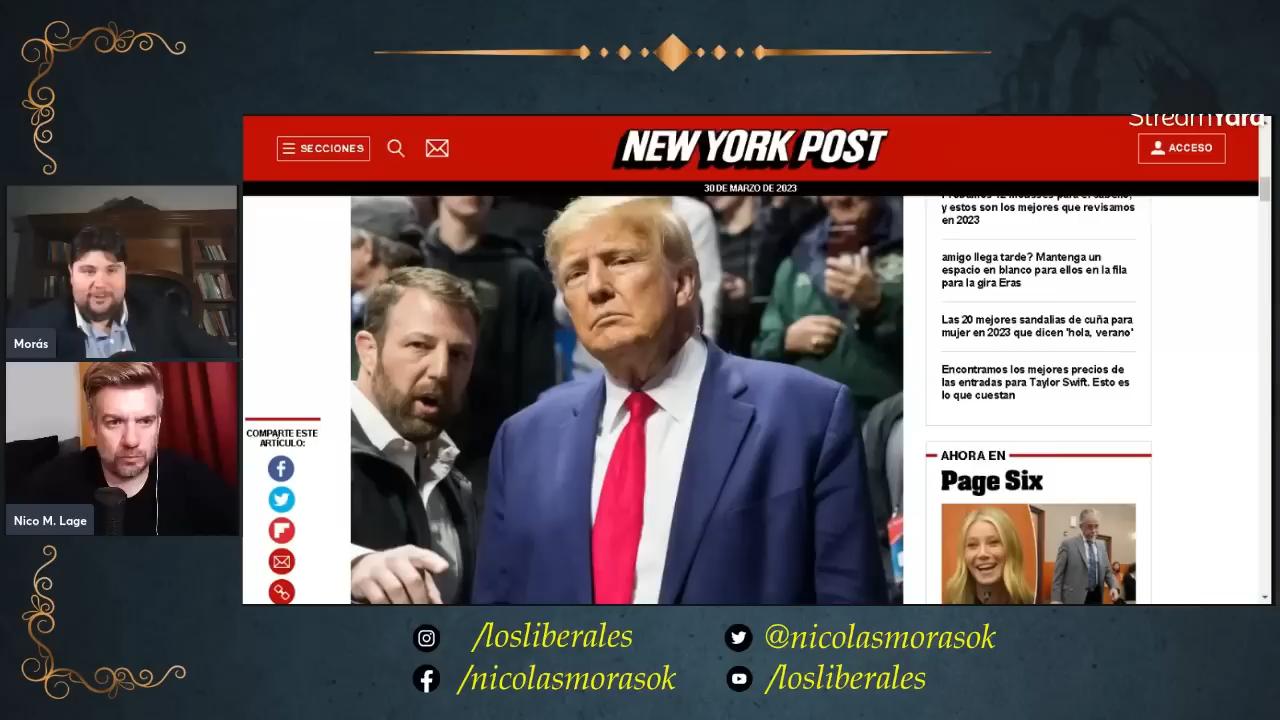 StreamYard
SECCIONES
NEW YORK POST
ACCESO
30 DE MARZO DE 2023
y estos son los mejores que revisamos
en 2023
amigo llega tarde? Mantenga un
espacio en blanco para ellos en la fila
para la gira Eras
Las 20 mejores sandalias de cuña para
mujer en 2023 que dicen 'hola, verano'
Encontramos los mejores precios de
las entradas para Taylor Swift. Esto es
lo que cuestan
COMPARTE ESTE
ARTÍCULO:
AHORA EN
Page Six
Morás
Nico M. Lage
/losliberales
@nicolasmorasok
/nicolasmorasok
/losliberales